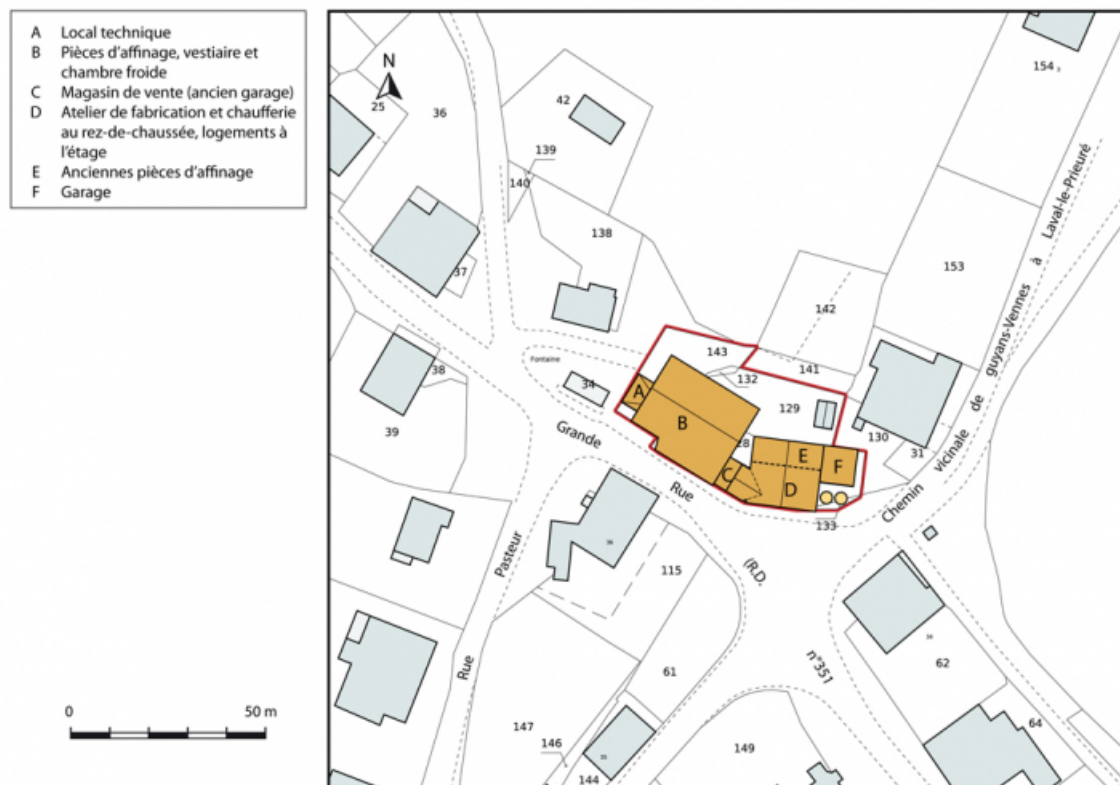 A Local technique
B Pièces d'affinage, vestiaire et
chambre froide
C Magasin de vente (ancien garage)
D Atelier de fabrication et chaufferie
au rez-de-chaussée, logements à
l'étage
E Anciennes pièces d'affinage
F Garage
0 50 m
N
25
36
42
139
140
138
37
154
153
142
141
143
132
129
130
31
Fontaine
34
A
B
C
D
E
F
28
133
38
39
Grande
Rue
Chemin vicinale de guyans-Vennes à Laval-le-Prieuré
Rue Pasteur
36
115
(R.D.
n°351
61
62
64
147
146
144
35
149